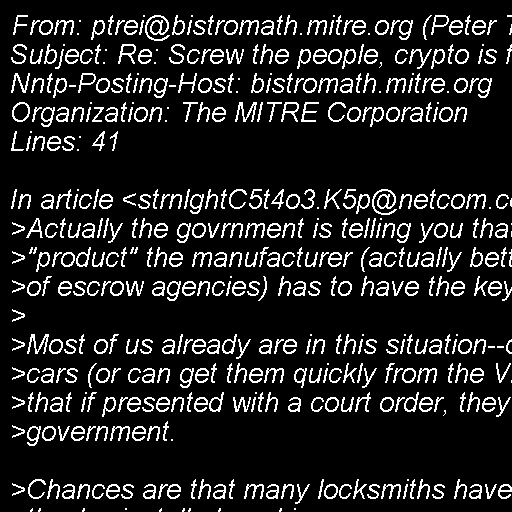 From: ptrei@bistromath.mitre.org (Peter
Subject: Re: Screw the people, crypto is
Nntp-Posting-Host: bistromath.mitre.org
Organization: The MITRE Corporation
Lines: 41
In article <strnlghtC5t4o3.K5p@netcom.c
>Actually the govrnment is telling you that
>"product" the manufacturer (actually bett
>of escrow agencies) has to have the key
>
>Most of us already are in this situation--
>cars (or can get them quickly from the V
>that if presented with a court order, they
>government.
>Chances are that many locksmiths have